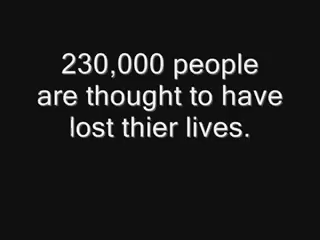 230,000 people
are thought to have
lost thier lives.